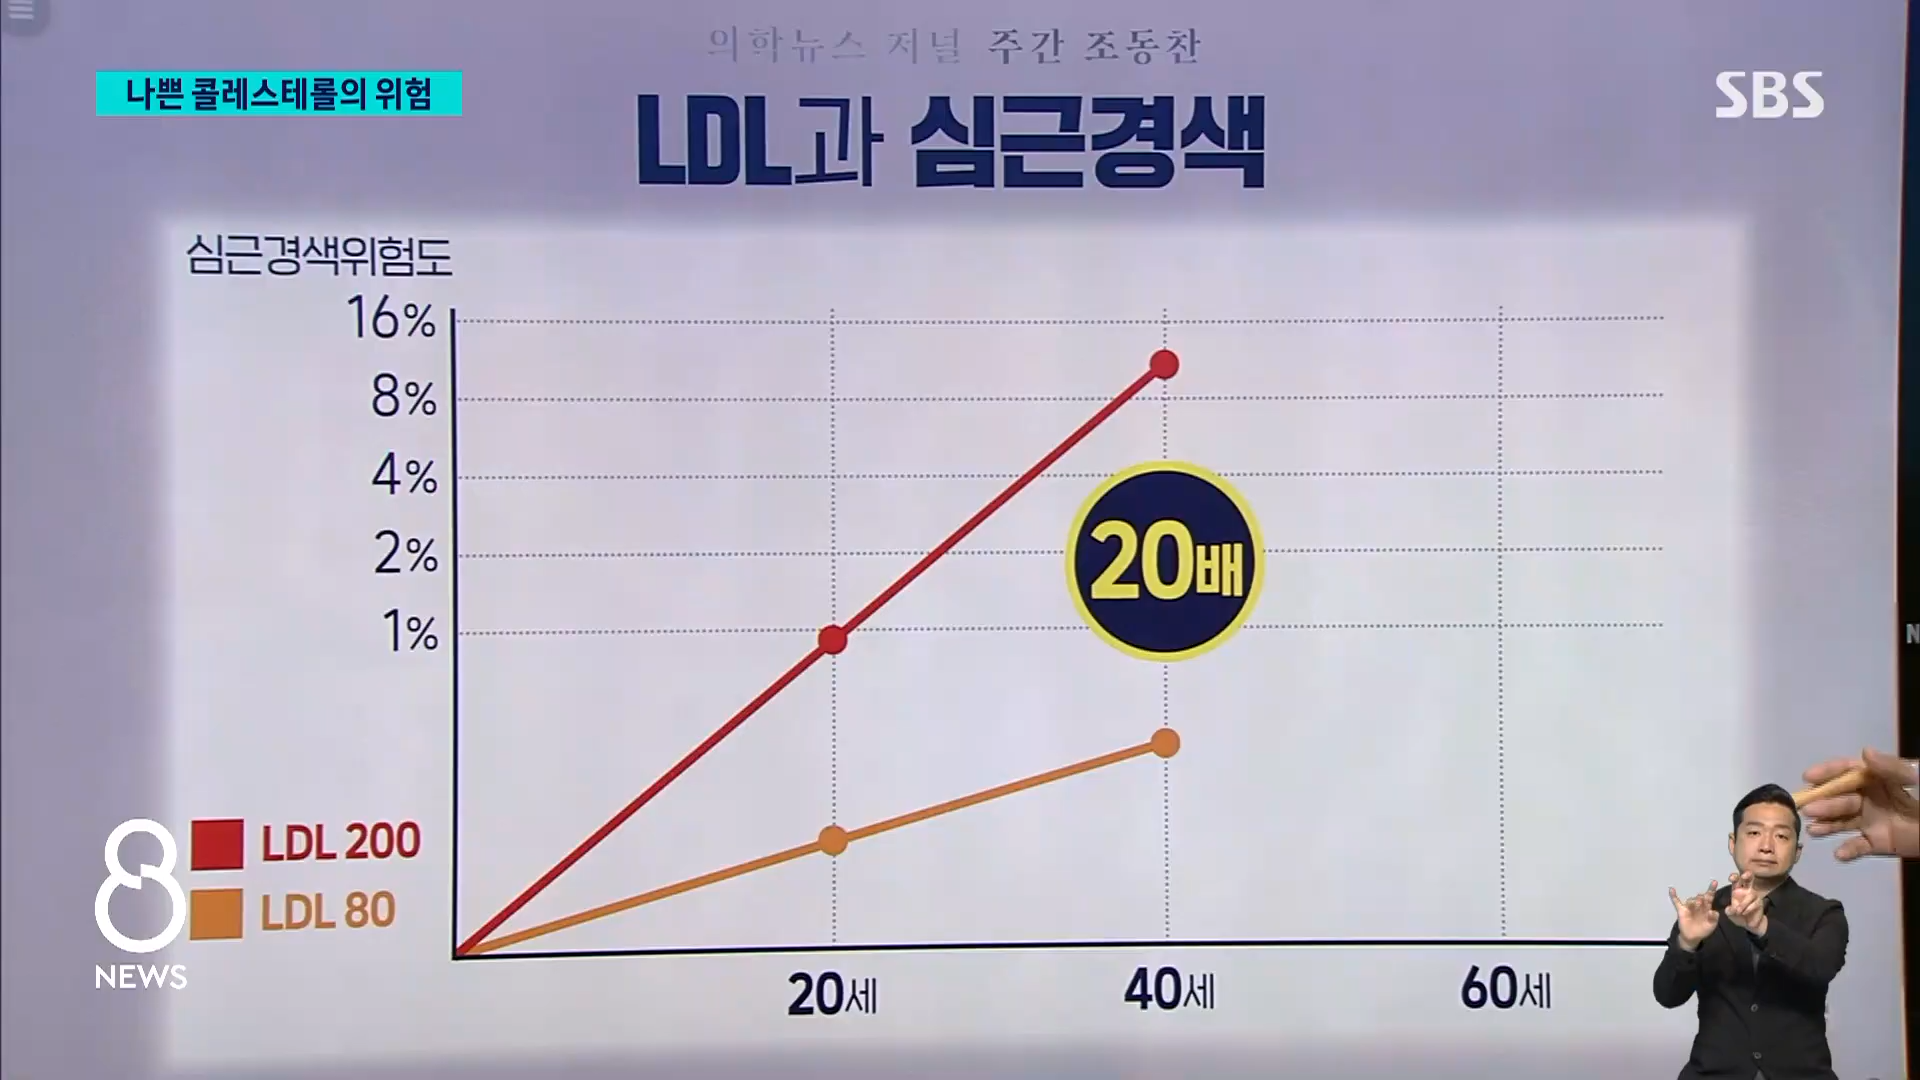 의학뉴스 저널 주간 조동찬
나쁜 콜레스테롤의 위험
SBS
LDL과 심근경색
심근경색위험도
16%
8%
4%
2%
1%
20배
LDL 200
LDL 80
8
NEWS
20세
40세
60세